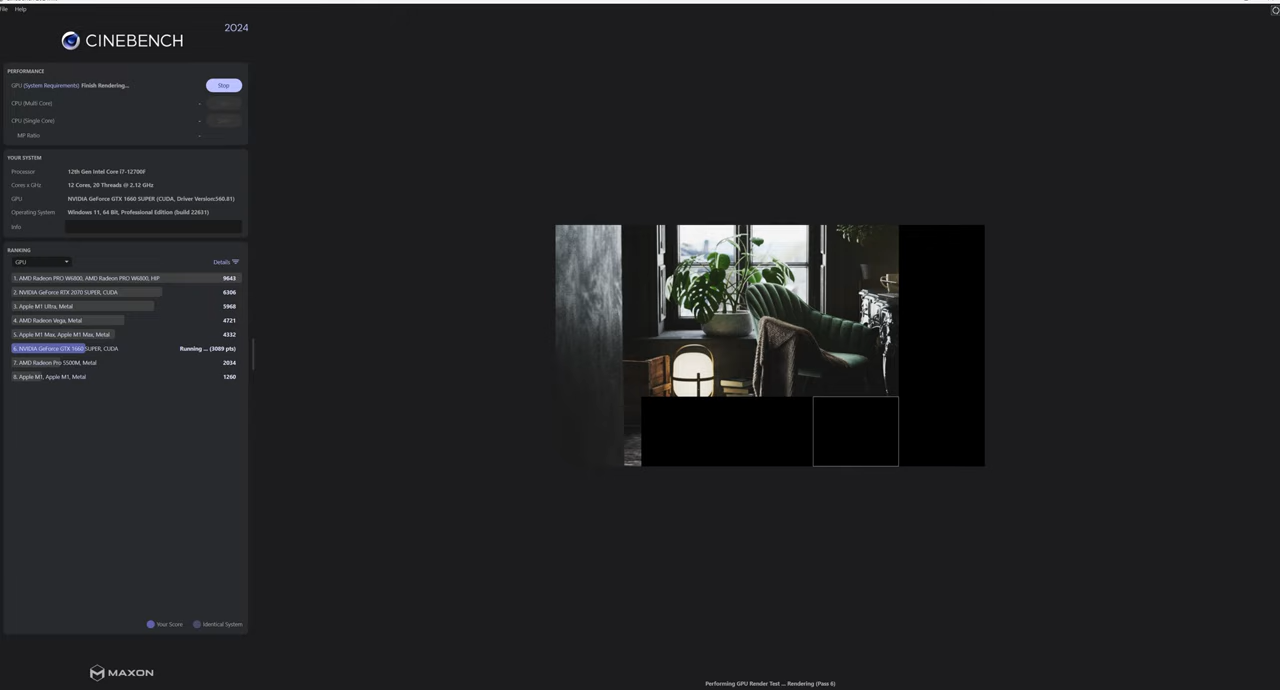 File Help
2024
CINEBENCH
PERFORMANCE
GPU (System Requirements) Finish Rendering... Stop
CPU (Multi Core) -
CPU (Single Core) -
MP Ratio -
YOUR SYSTEM
Processor 12th Gen Intel Core i7-12700F
Cores x GHz 12 Cores, 20 Threads @ 2.12 GHz
GPU NVIDIA GeForce GTX 1660 SUPER (CUDA, Driver Version:560.81)
Operating System Windows 11, 64 Bit, Professional Edition (build 22631)
Info
RANKING
GPU Details
1. AMD Radeon PRO W6800, AMD Radeon PRO W6800, HIP 9643
2. NVIDIA GeForce RTX 2070 SUPER, CUDA 6306
3. Apple M1 Ultra, Metal 5968
4. AMD Radeon Vega, Metal 4721
5. Apple M1 Max, Apple M1 Max, Metal 4332
6. NVIDIA GeForce GTX 1660 SUPER, CUDA Running ... (3089 pts)
7. AMD Radeon Pro 5500M, Metal 2034
8. Apple M1, Apple M1, Metal 1260
Your Score Identical System
MAXON
Performing GPU Render Test ... Rendering (Pass 6)